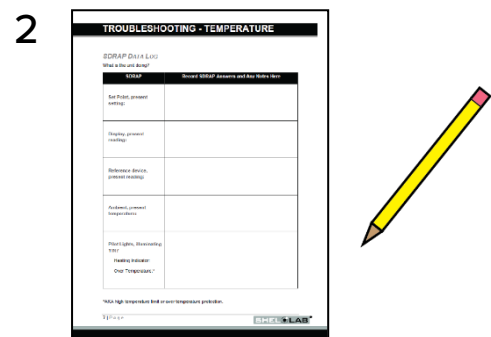 2
TROUBLESHOOTING - TEMPERATURE
SDRAP DATA LOG
What is the unit doing?
SDRAP
Record SDRAP Answers and Any Notes Here
Set Point, present
setting:
Display, present
reading:
Reference device,
present reading:
Ambient, present
temperature:
Pilot Lights, illuminating
Heating Indicator:
Over Temperature:*
*AKA high temperature limit or over temperature protection.
SHEL LAB